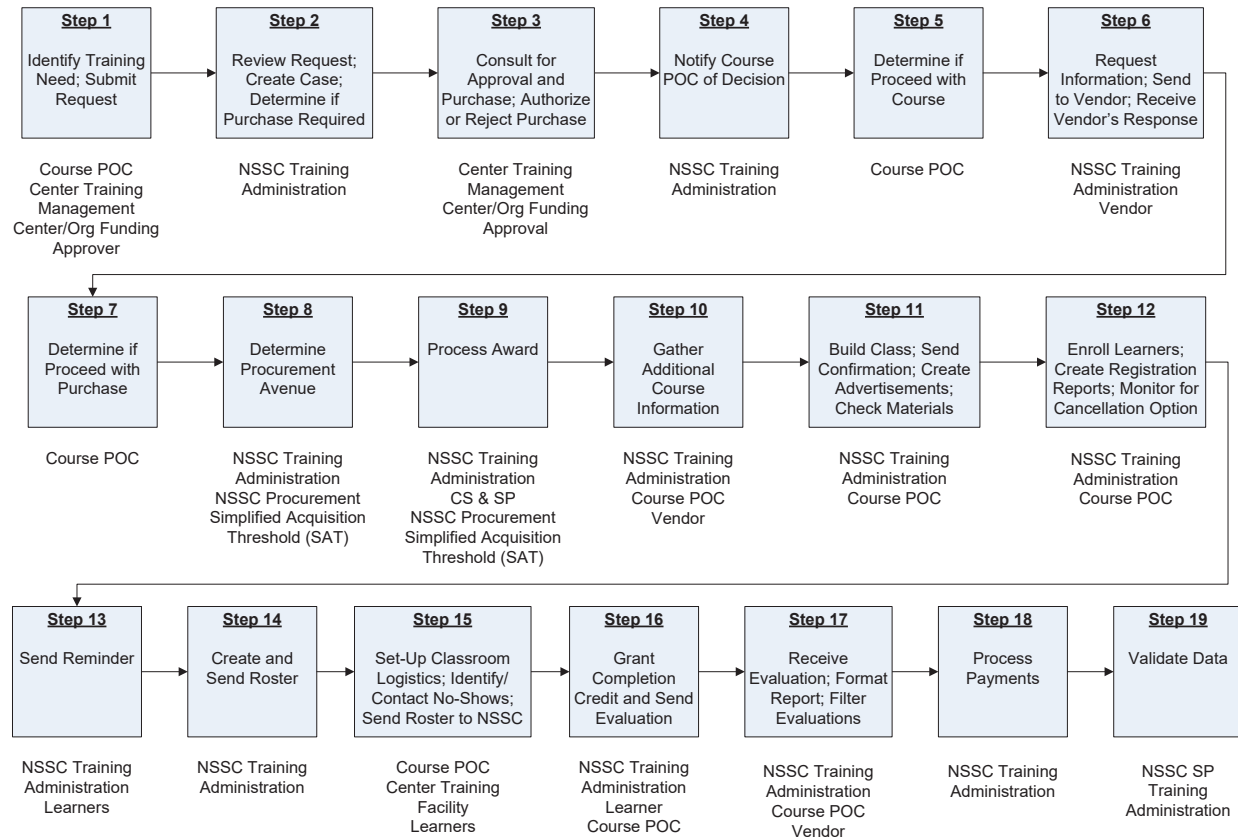 Step 1
Identify Training
Need; Submit
Request
Course POC
Center Training
Management
Center/Org Funding
Approver
Step 2
Review Request;
Create Case;
Determine if
Purchase Required
NSSC Training
Administration
Step 3
Consult for
Approval and
Purchase; Authorize
or Reject Purchase
Center Training
Management
Center/Org Funding
Approval
Step 4
Notify Course
POC of Decision
NSSC Training
Administration
Step 5
Determine if
Proceed with
Course
Course POC
Step 6
Request
Information; Send
to Vendor; Receive
Vendor's Response
NSSC Training
Administration
Vendor
Step 7
Determine if
Proceed with
Purchase
Course POC
Step 8
Determine
Procurement
Avenue
NSSC Training
Administration
NSSC Procurement
Simplified Acquisition
Threshold (SAT)
Step 9
Process Award
NSSC Training
Administration
CS & SP
NSSC Procurement
Simplified Acquisition
Threshold (SAT)
Step 10
Gather
Additional
Course
Information
NSSC Training
Administration
Course POC
Vendor
Step 11
Build Class; Send
Confirmation; Create
Advertisements;
Check Materials
NSSC Training
Administration
Course POC
Step 12
Enroll Learners;
Create Registration
Reports; Monitor for
Cancellation Option
NSSC Training
Administration
Course POC
Step 13
Send Reminder
NSSC Training
Administration
Learners
Step 14
Create and
Send Roster
NSSC Training
Administration
Step 15
Set-Up Classroom
Logistics; Identify/
Contact No-Shows;
Send Roster to NSSC
Course POC
Center Training
Facility
Learners
Step 16
Grant
Completion
Credit and Send
Evaluation
NSSC Training
Administration
Learner
Course POC
Step 17
Receive
Evaluation; Format
Report; Filter
Evaluations
NSSC Training
Administration
Course POC
Vendor
Step 18
Process
Payments
NSSC Training
Administration
Step 19
Validate Data
NSSC SP
Training
Administration